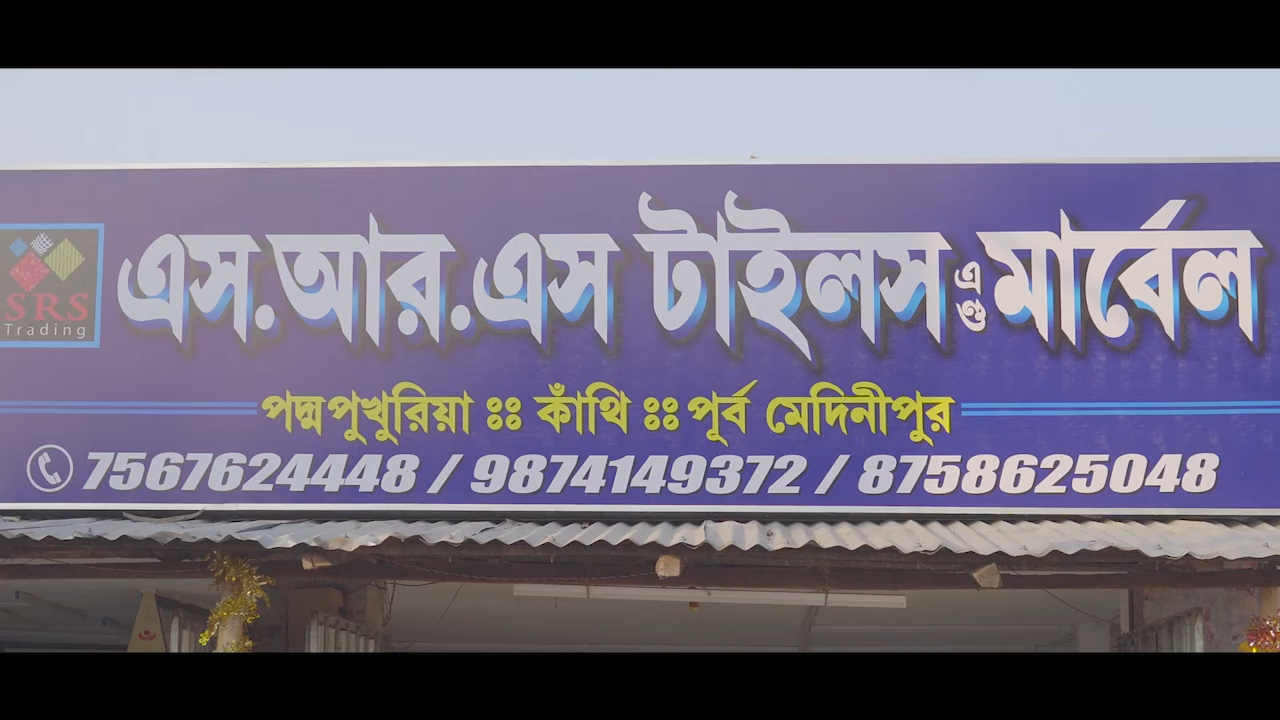 SRS
Trading
এস.আর.এস টাইলস এণ্ড মার্বেল
পদ্মপুখুরিয়া ঃঃ কাঁথি ঃঃ পূর্ব মেদিনীপুর
7567624448 / 9874149372 / 8758625048